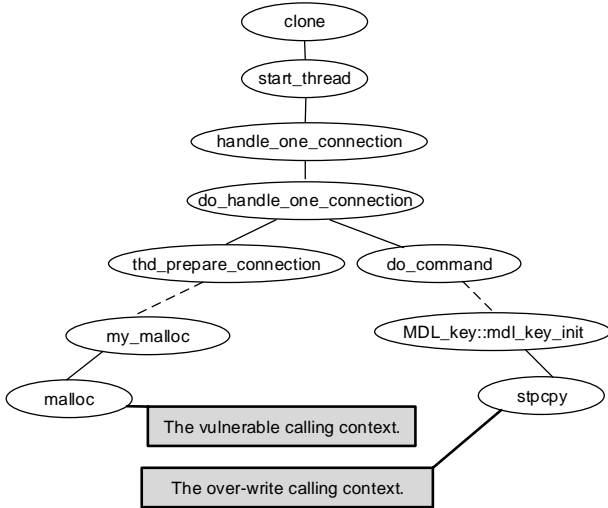 clone
start_thread
handle_one_connection
do_handle_one_connection
thd_prepare_connection
do_command
my_malloc
MDL_key::mdl_key_init
malloc
stpcpy
The vulnerable calling context.
The over-write calling context.